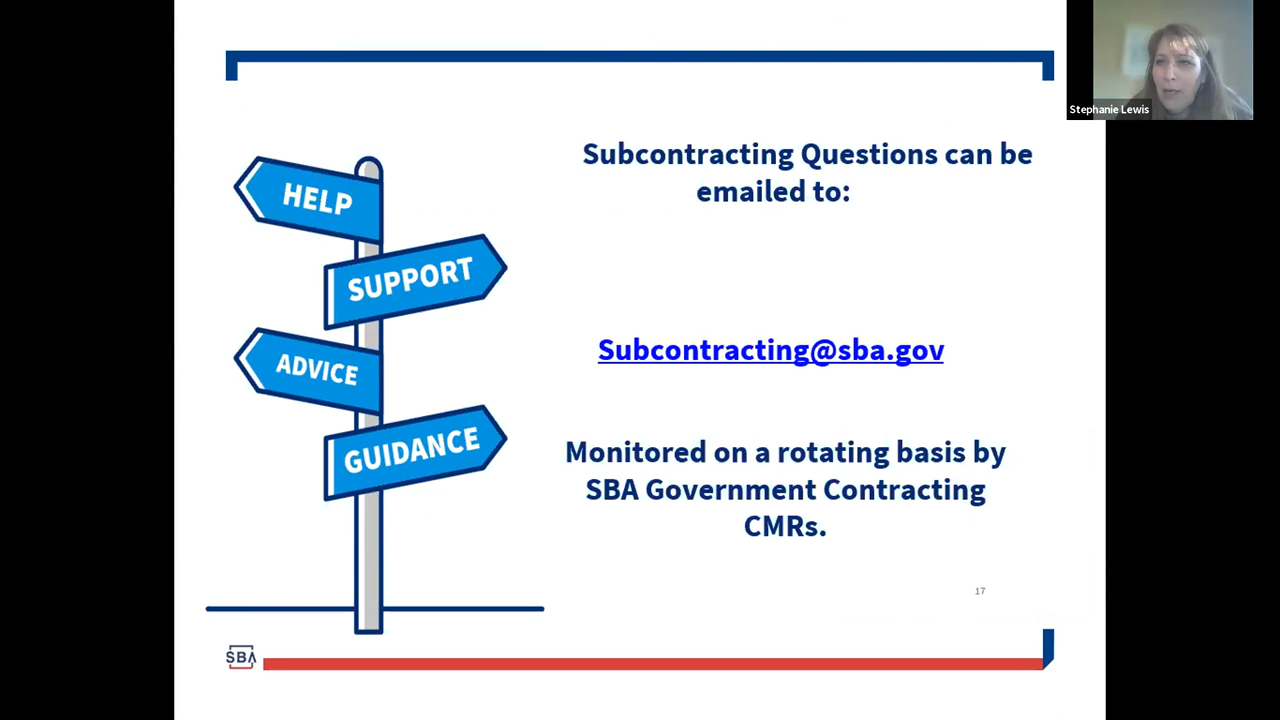 Stephanie Lewis
Subcontracting Questions can be
emailed to:
HELP
SUPPORT
ADVICE
GUIDANCE
Subcontracting@sba.gov
Monitored on a rotating basis by
SBA Government Contracting
CMRs.
17
SBA